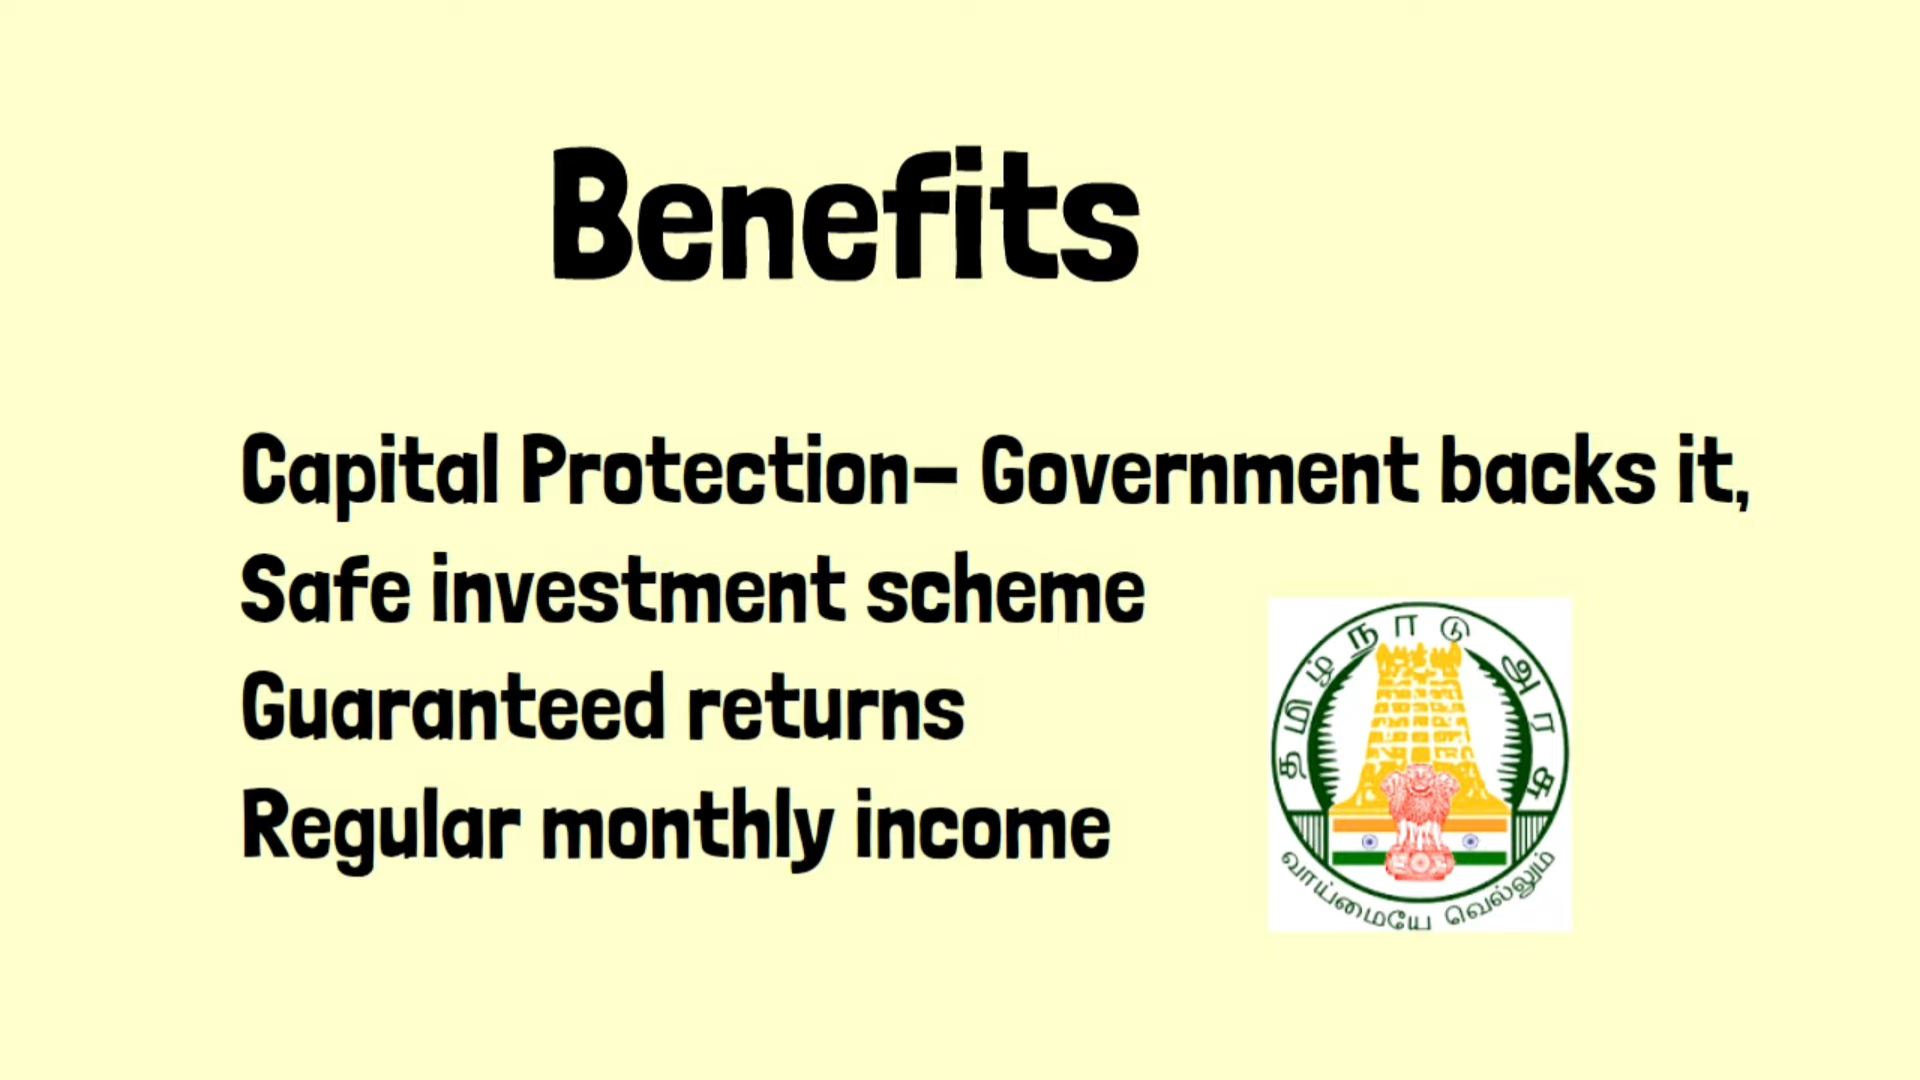 Benefits
Capital Protection- Government backs it,
Safe investment scheme
Guaranteed returns
Regular monthly income
தமிழ்நாடு அரசு
வாய்மையே வெல்லும்